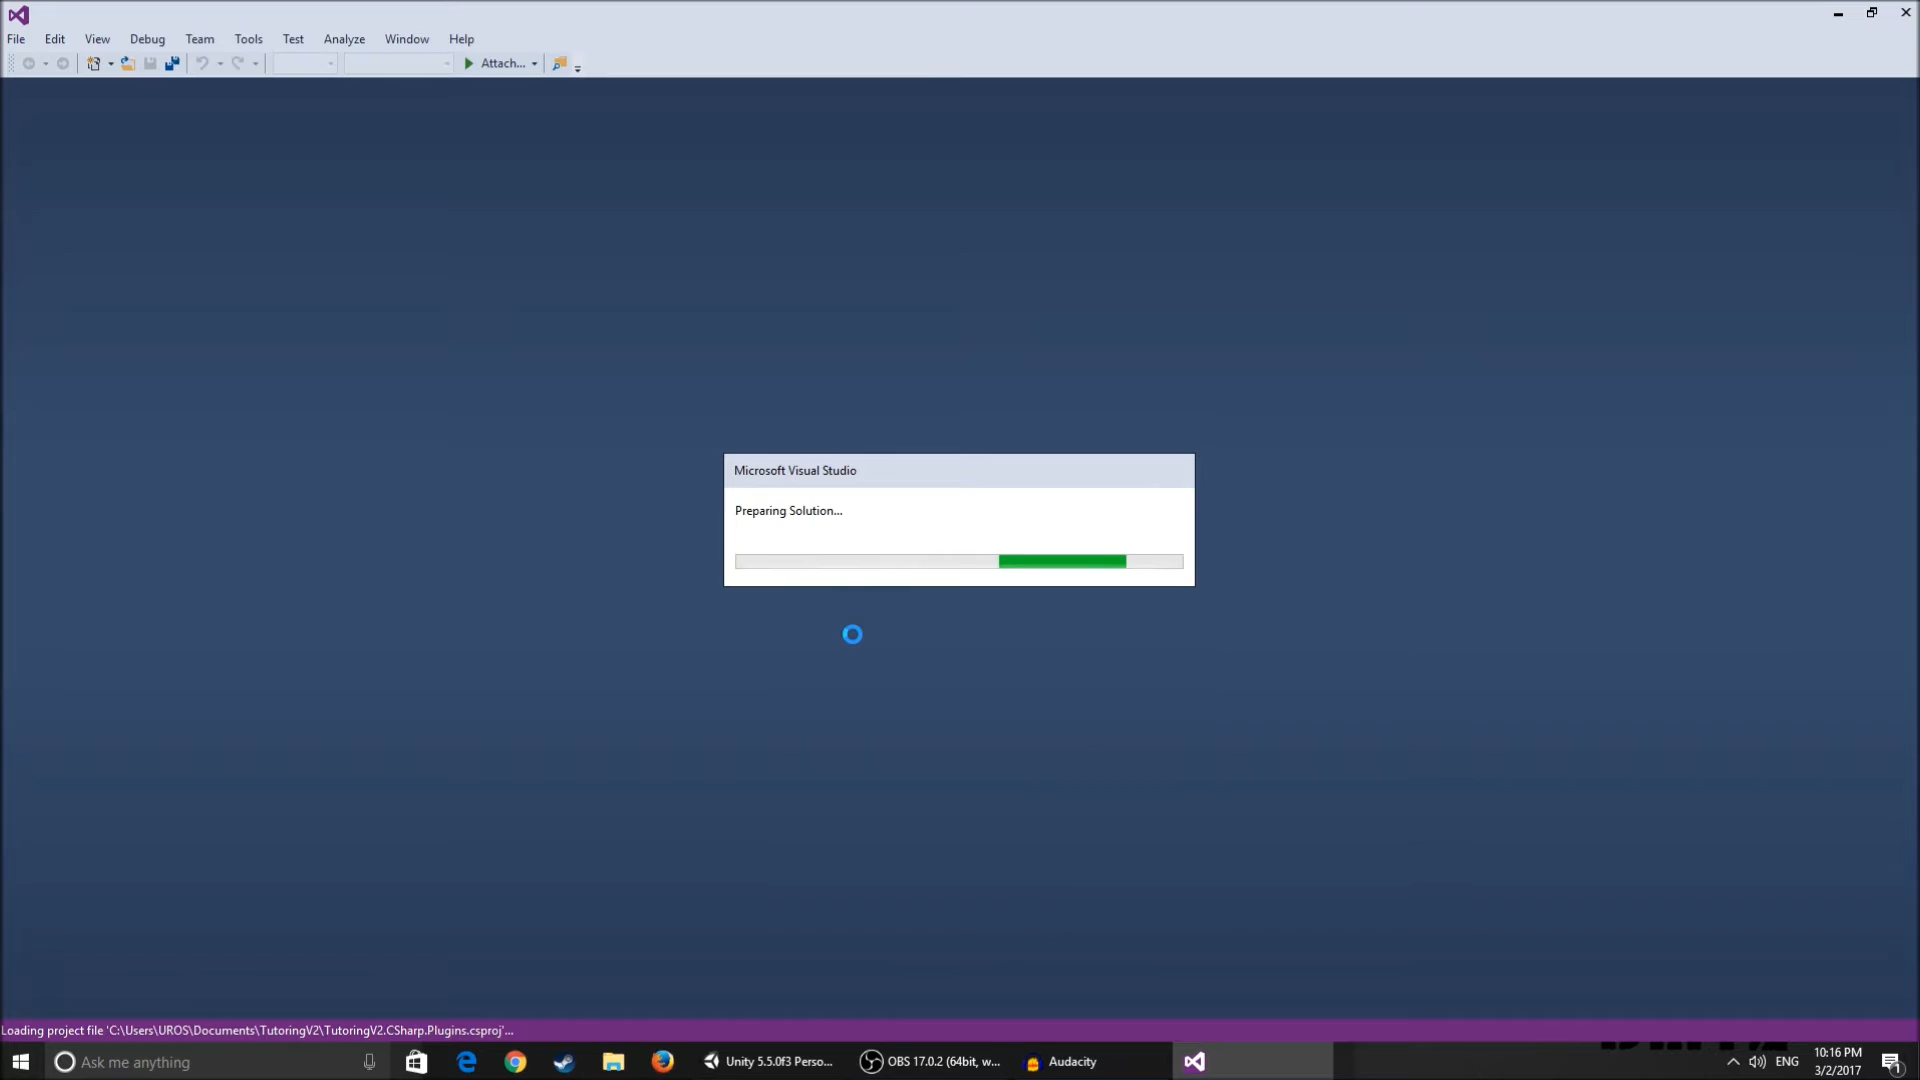 File Edit View Debug Team Tools Test Analyze Window Help
Attach...
Microsoft Visual Studio
Preparing Solution...
Loading project file 'C:\Users\UROS\Documents\TutoringV2\TutoringV2.CSharp.Plugins.csproj'...
Ask me anything
Unity 5.5.0f3 Perso...
OBS 17.0.2 (64bit, w...
Audacity
ENG
10:16 PM
3/2/2017
1